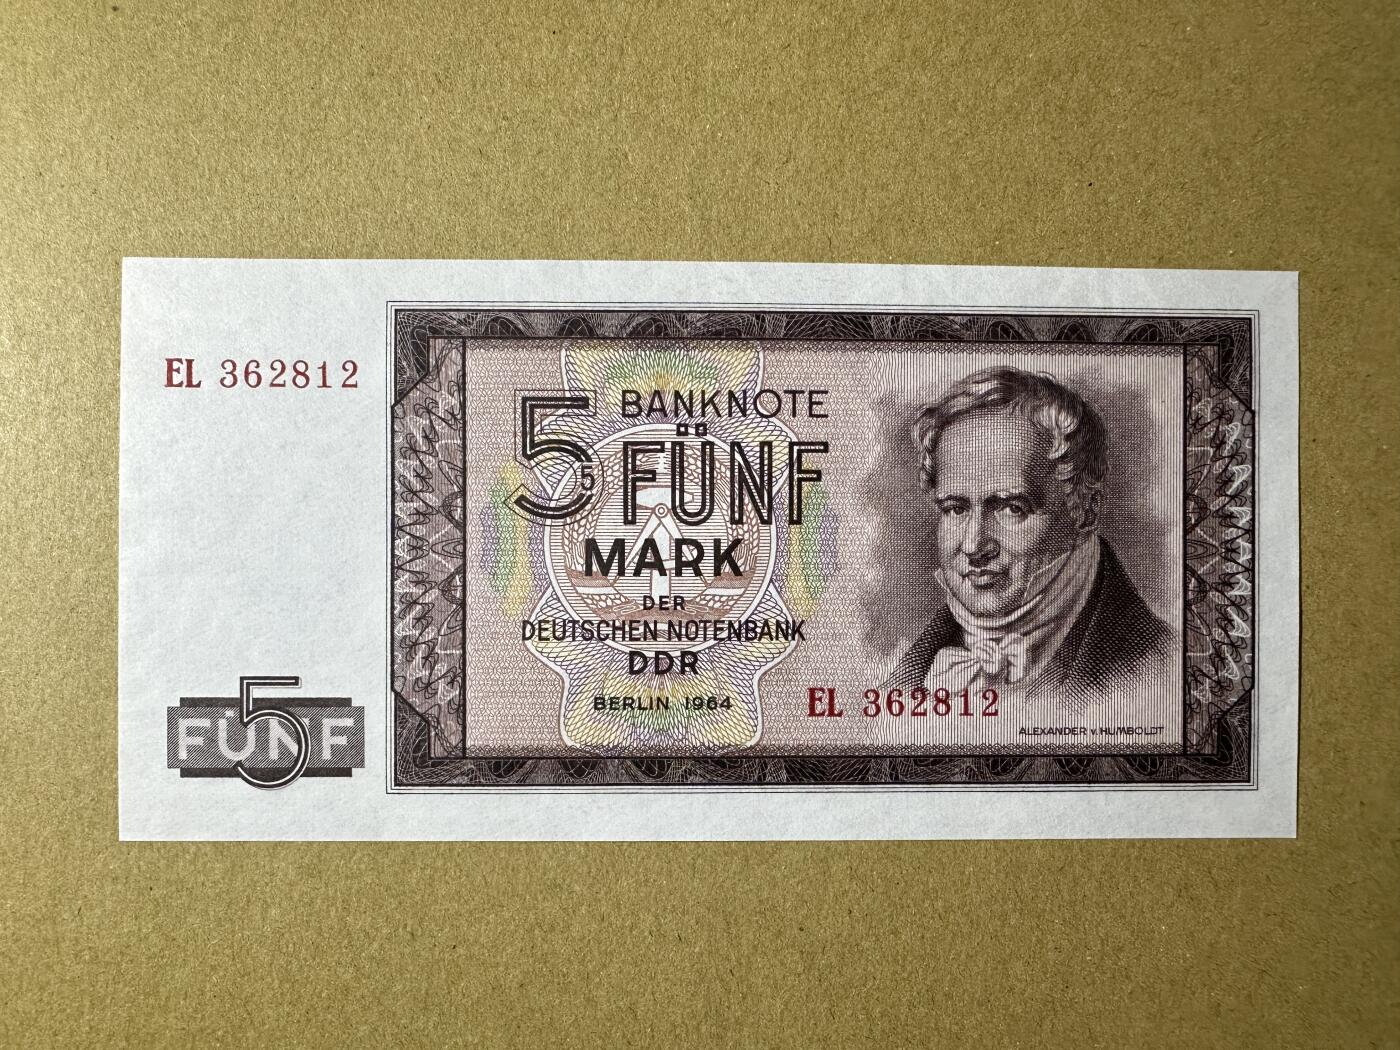 EL 362812
5 BANKNOTE
5 FÜNF
MARK
DER
DEUTSCHEN NOTENBANK
DDR
BERLIN 1964
EL 362812
ALEXANDER v. HUMBOLDT
5
FÜNF